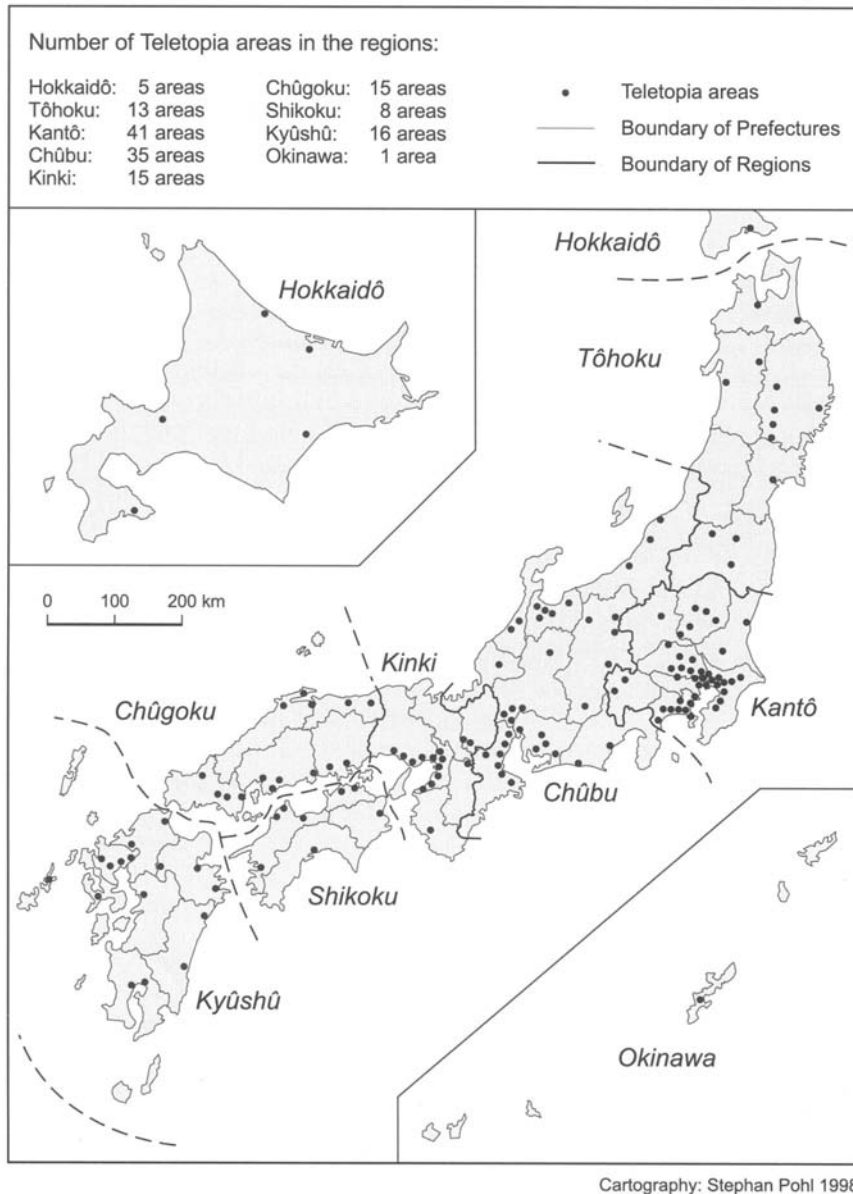 Number of Teletopia areas in the regions:
Hokkaidô: 5 areas
Tôhoku: 13 areas
Kantô: 41 areas
Chûbu: 35 areas
Kinki: 15 areas
Chûgoku: 15 areas
Shikoku: 8 areas
Kyûshû: 16 areas
Okinawa: 1 area
Teletopia areas
Boundary of Prefectures
Boundary of Regions
Hokkaidô
Hokkaidô
Tôhoku
0 100 200 km
Kinki
Chûgoku
Kantô
Chûbu
Shikoku
Kyûshû
Okinawa
Cartography: Stephan Pohl 1998